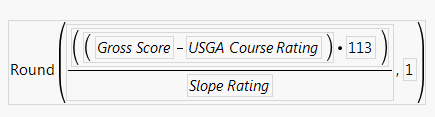 Round ( ( ( Gross Score – USGA Course Rating ) • 113 )
Slope Rating , 1 )